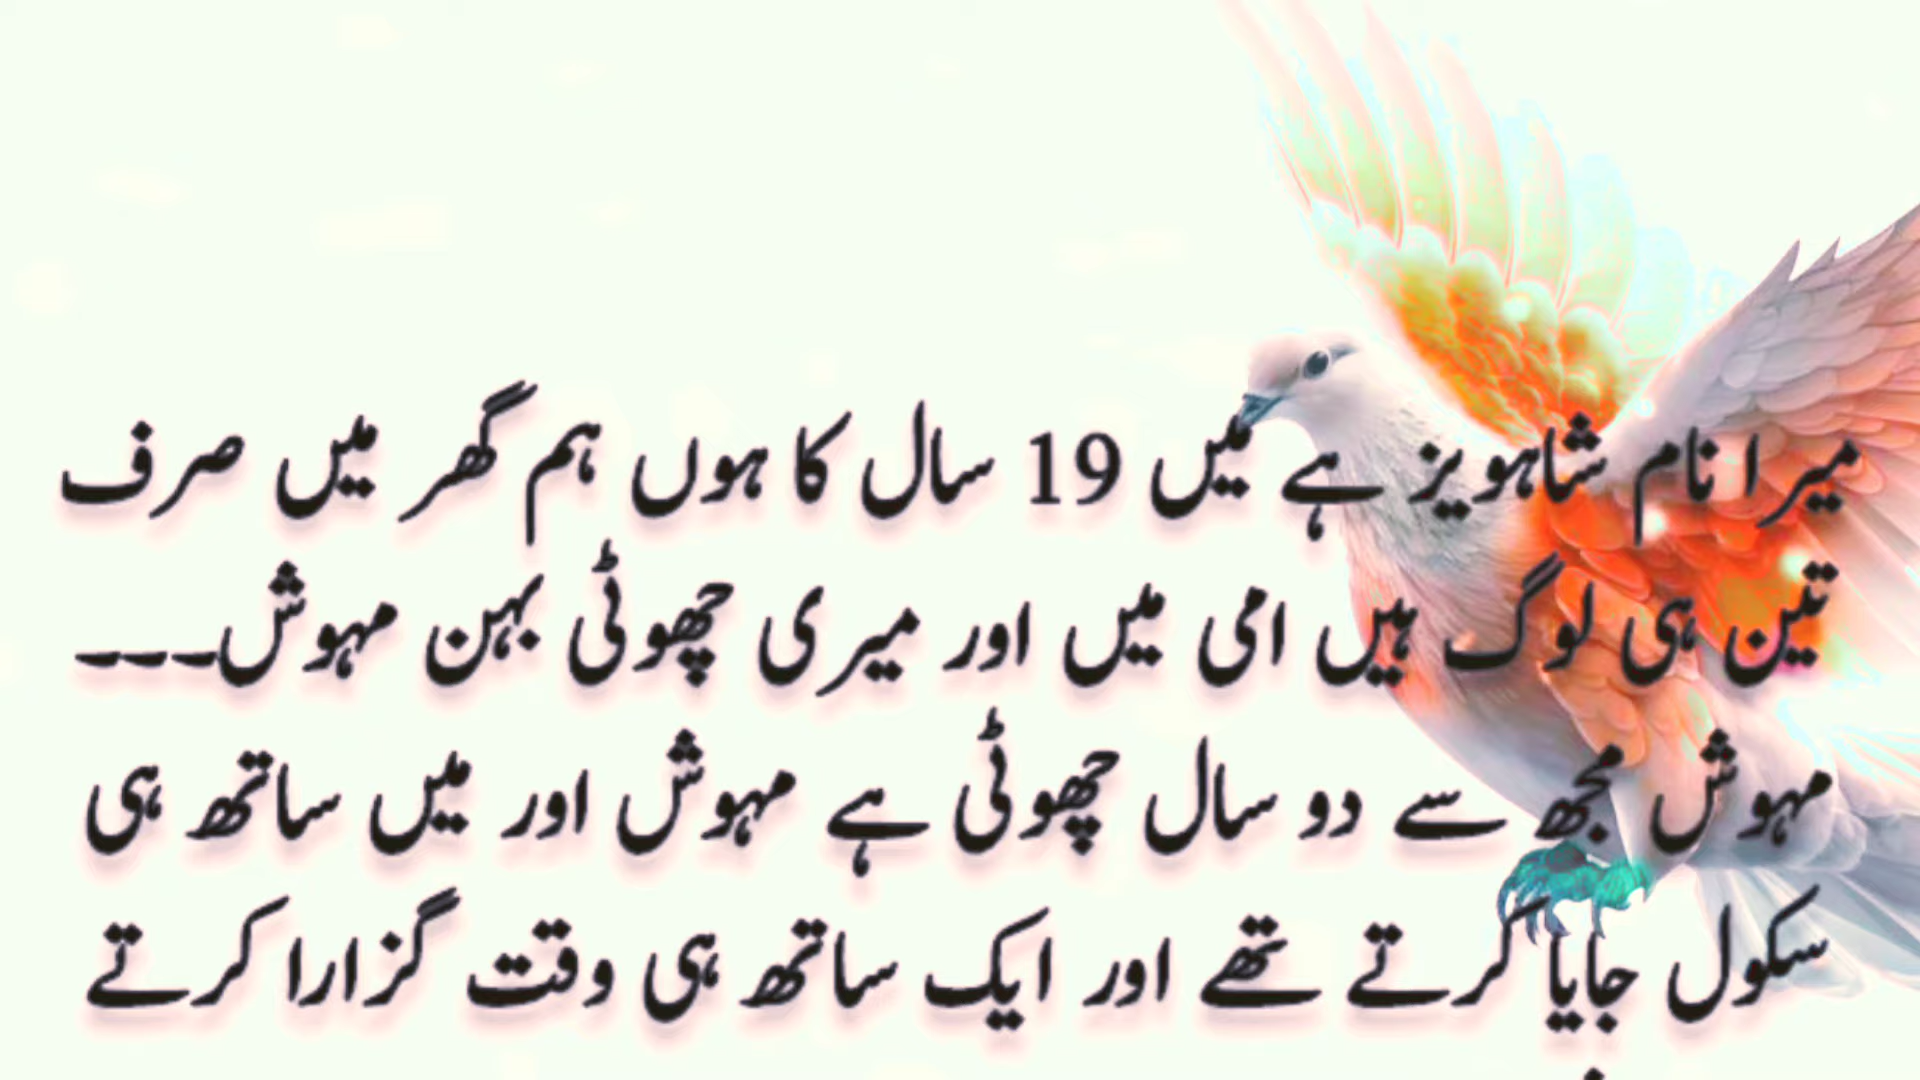 میرا نام شاہویز ہے میں 19 سال کا ہوں ہم گھر میں صرف
تین ہی لوگ ہیں امی میں اور میری چھوٹی بہن مہوش۔۔۔
مہوش مجھ سے دو سال چھوٹی ہے مہوش اور میں ساتھ ہی
سکول جایا کرتے تھے اور ایک ساتھ ہی وقت گزارا کرتے